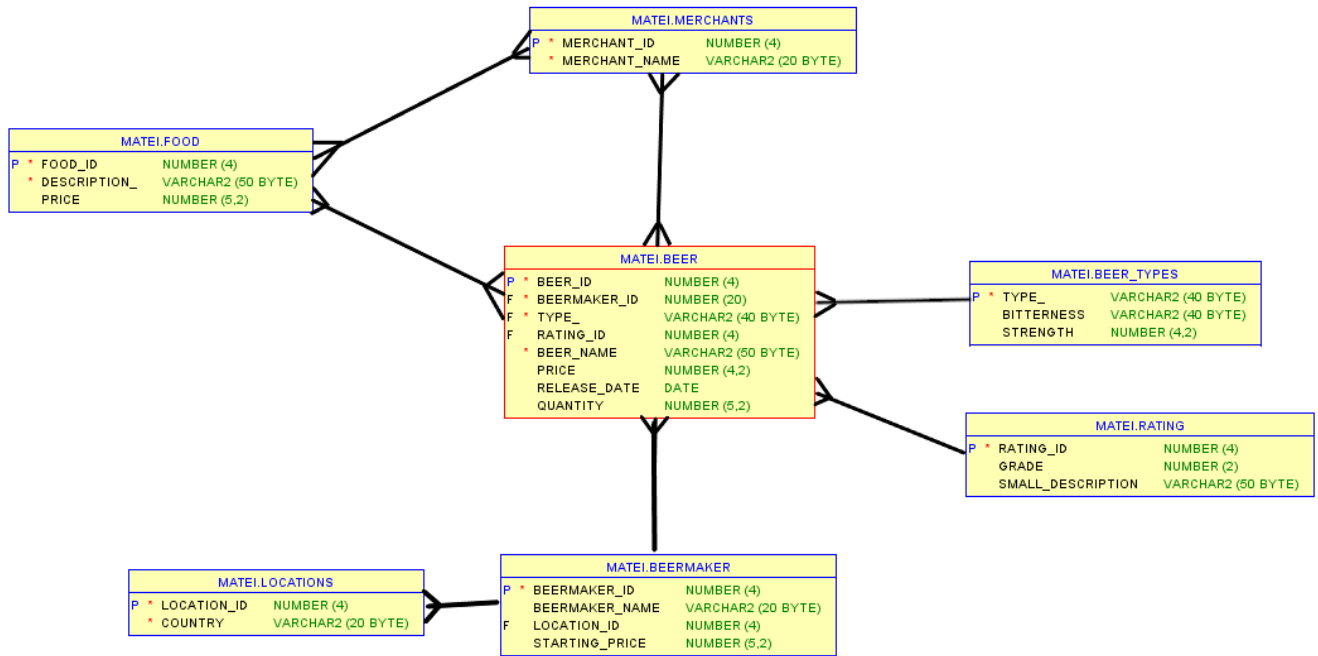 MATEI.MERCHANTS
P * MERCHANT_ID NUMBER (4)
* MERCHANT_NAME VARCHAR2 (20 BYTE)
MATEI.FOOD
P * FOOD_ID NUMBER (4)
* DESCRIPTION_ VARCHAR2 (50 BYTE)
PRICE NUMBER (5,2)
MATEI.BEER
P * BEER_ID NUMBER (4)
F * BEERMAKER_ID NUMBER (20)
F * TYPE_ VARCHAR2 (40 BYTE)
F RATING_ID NUMBER (4)
* BEER_NAME VARCHAR2 (50 BYTE)
PRICE NUMBER (4,2)
RELEASE_DATE DATE
QUANTITY NUMBER (5,2)
MATEI.BEER_TYPES
P * TYPE_ VARCHAR2 (40 BYTE)
BITTERNESS VARCHAR2 (40 BYTE)
STRENGTH NUMBER (4,2)
MATEI.RATING
P * RATING_ID NUMBER (4)
GRADE NUMBER (2)
SMALL_DESCRIPTION VARCHAR2 (50 BYTE)
MATEI.LOCATIONS
P * LOCATION_ID NUMBER (4)
* COUNTRY VARCHAR2 (20 BYTE)
MATEI.BEERMAKER
P * BEERMAKER_ID NUMBER (4)
BEERMAKER_NAME VARCHAR2 (20 BYTE)
F LOCATION_ID NUMBER (4)
STARTING_PRICE NUMBER (5,2)